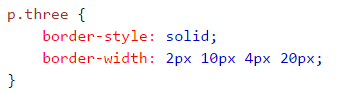 p.three {
    border-style: solid;
    border-width: 2px 10px 4px 20px;
}